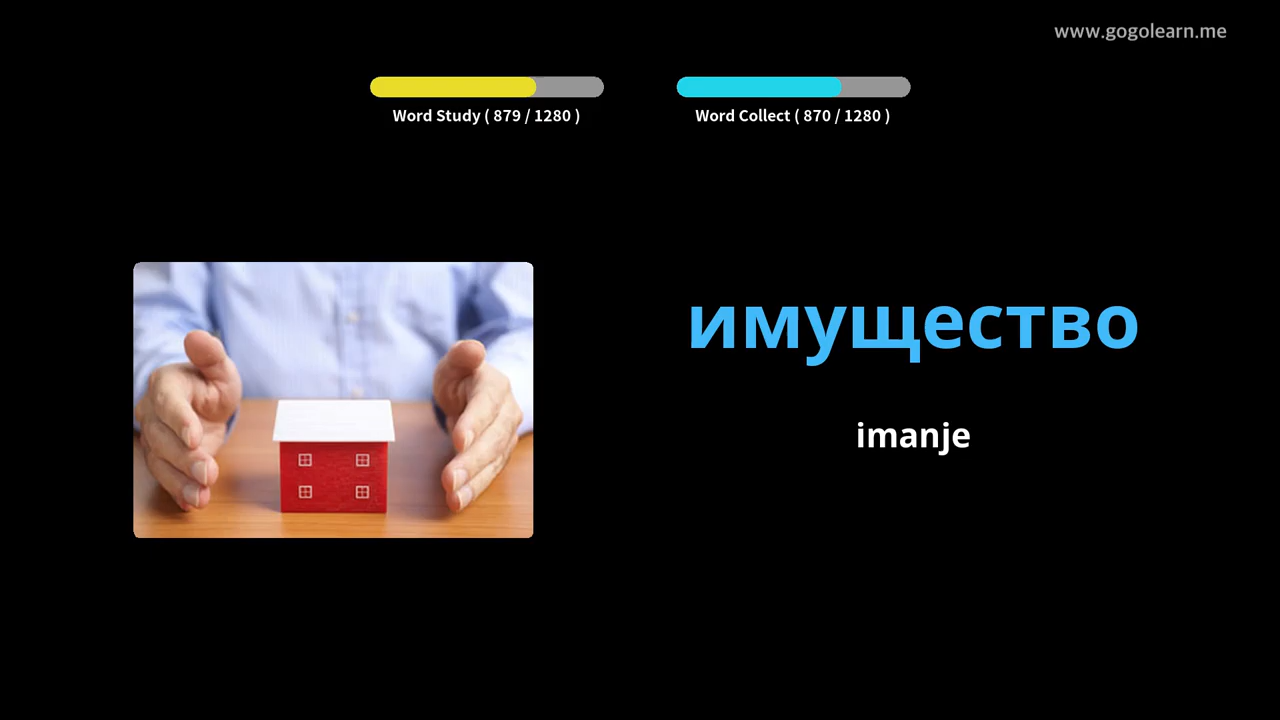 www.gogolearn.me
Word Study ( 879 / 1280 )
Word Collect ( 870 / 1280 )
имущество
imanje